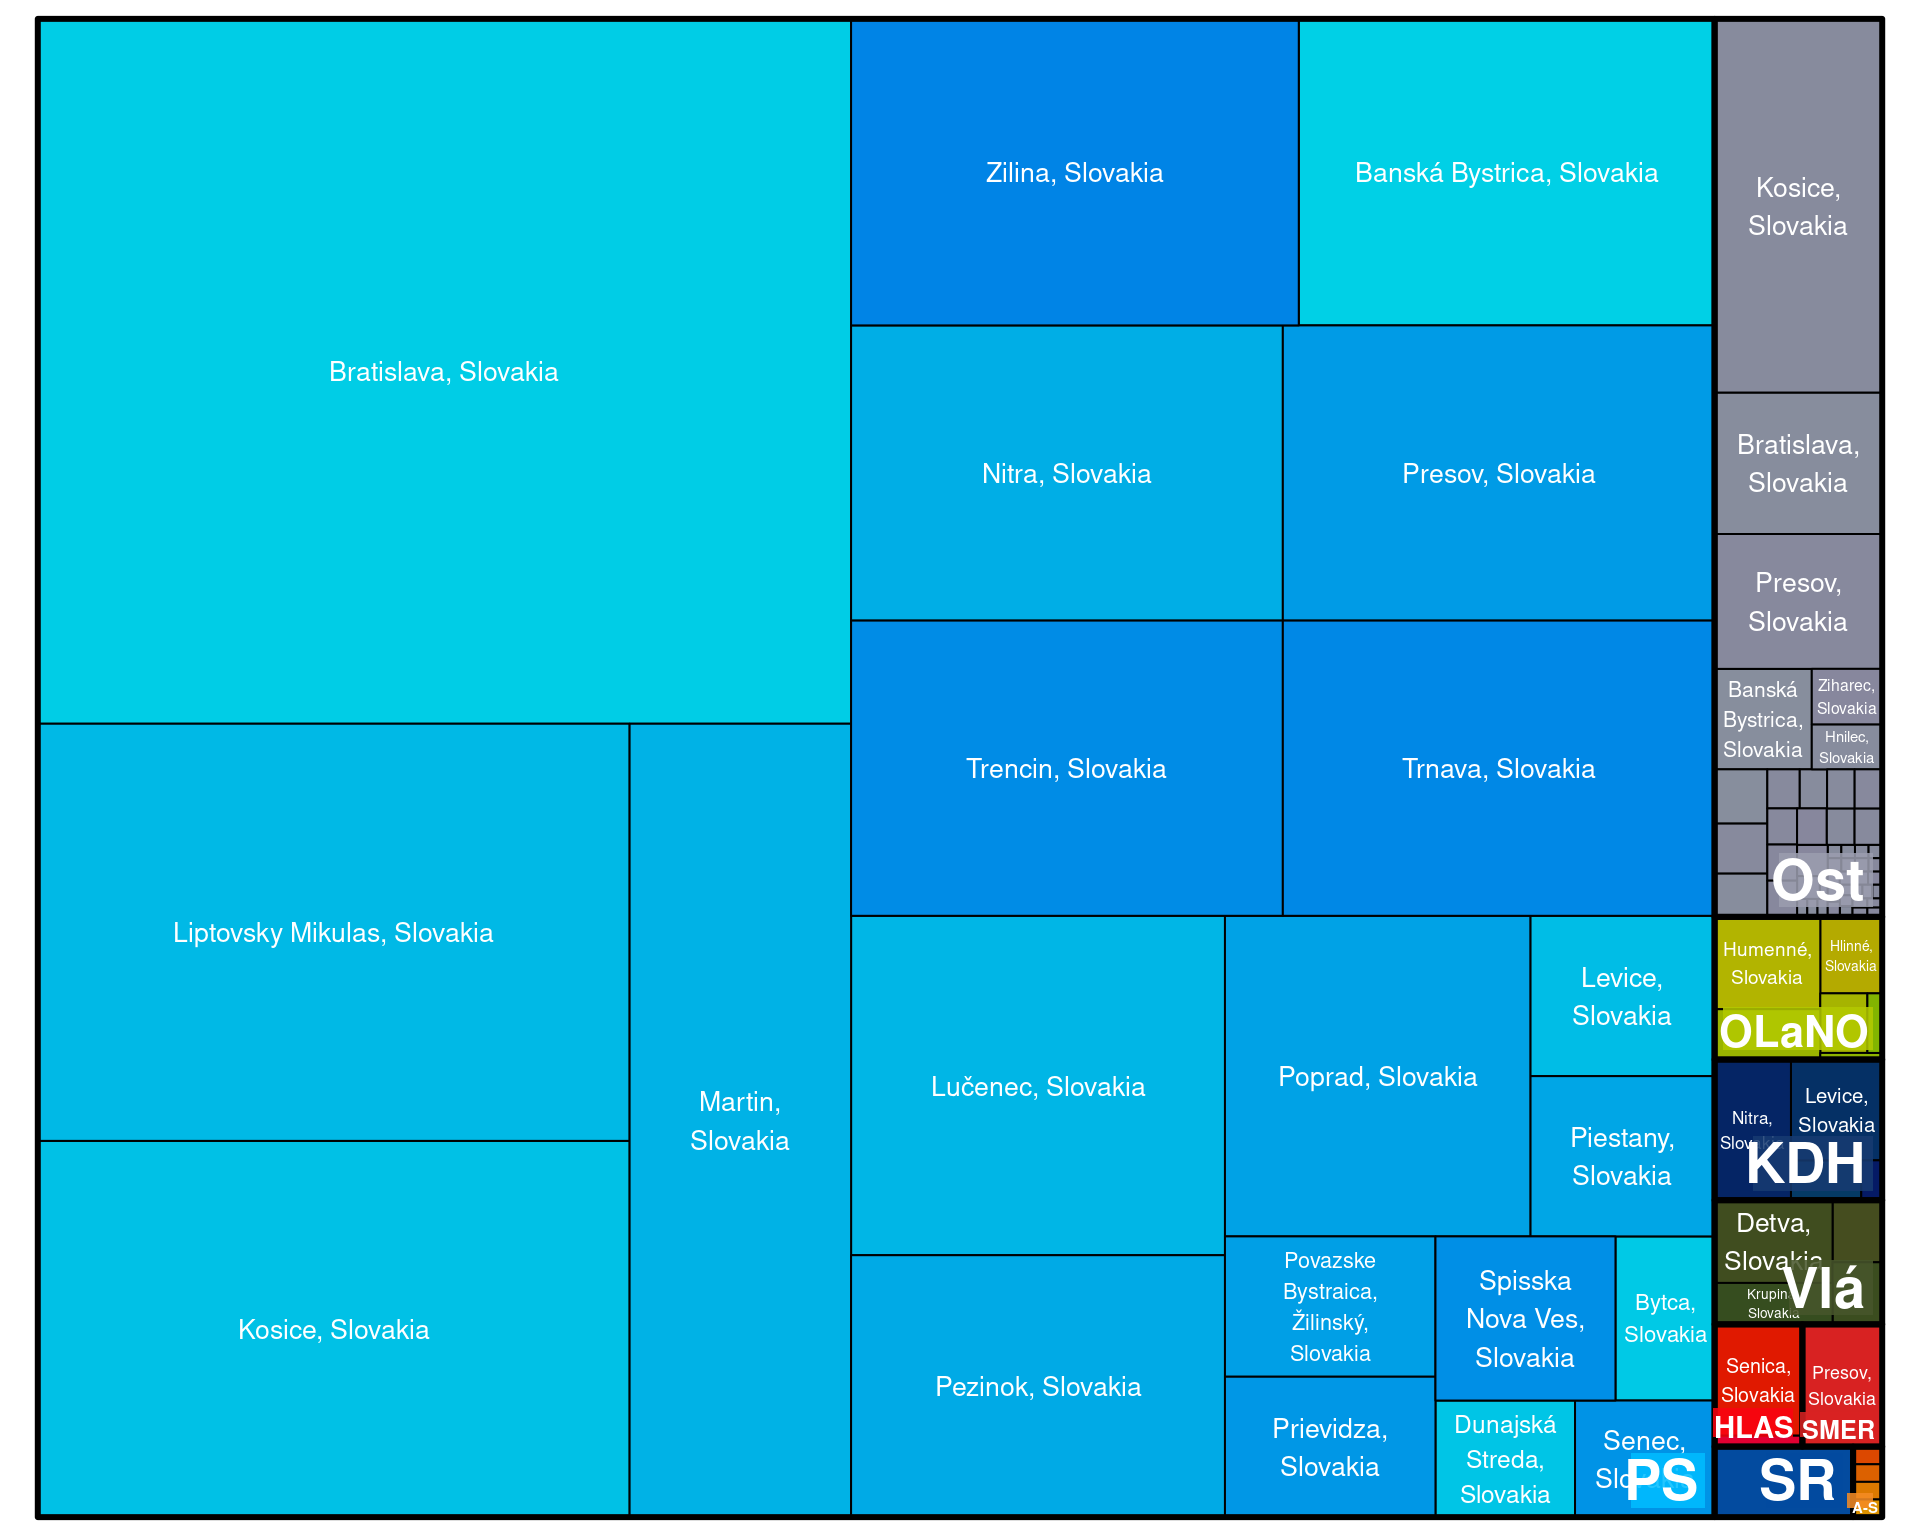 Bratislava, Slovakia
Liptovsky Mikulas, Slovakia
Kosice, Slovakia
Martin,
Slovakia
Zilina, Slovakia
Banská Bystrica, Slovakia
Nitra, Slovakia
Presov, Slovakia
Trencin, Slovakia
Trnava, Slovakia
Lučenec, Slovakia
Pezinok, Slovakia
Poprad, Slovakia
Levice,
Slovakia
Piestany,
Slovakia
Povazske
Bystraica,
Žilinský,
Slovakia
Prievidza,
Slovakia
Spisska
Nova Ves,
Slovakia
Bytca,
Slovakia
Dunajská
Streda,
Slovakia
Senec,
PS
Kosice,
Slovakia
Bratislava,
Slovakia
Presov,
Slovakia
Banská
Bystrica,
Slovakia
Ziharec,
Slovakia
Hnilec,
Slovakia
Ost
Humenné,
Slovakia
Hlinné,
Slovakia
OLaNO
Nitra,
Levice,
Slovakia
KDH
Detva,
Slovakia
Slovakia
Vlá
Senica,
Slovakia
HLAS
Presov,
Slovakia
SMER
SR
A-S